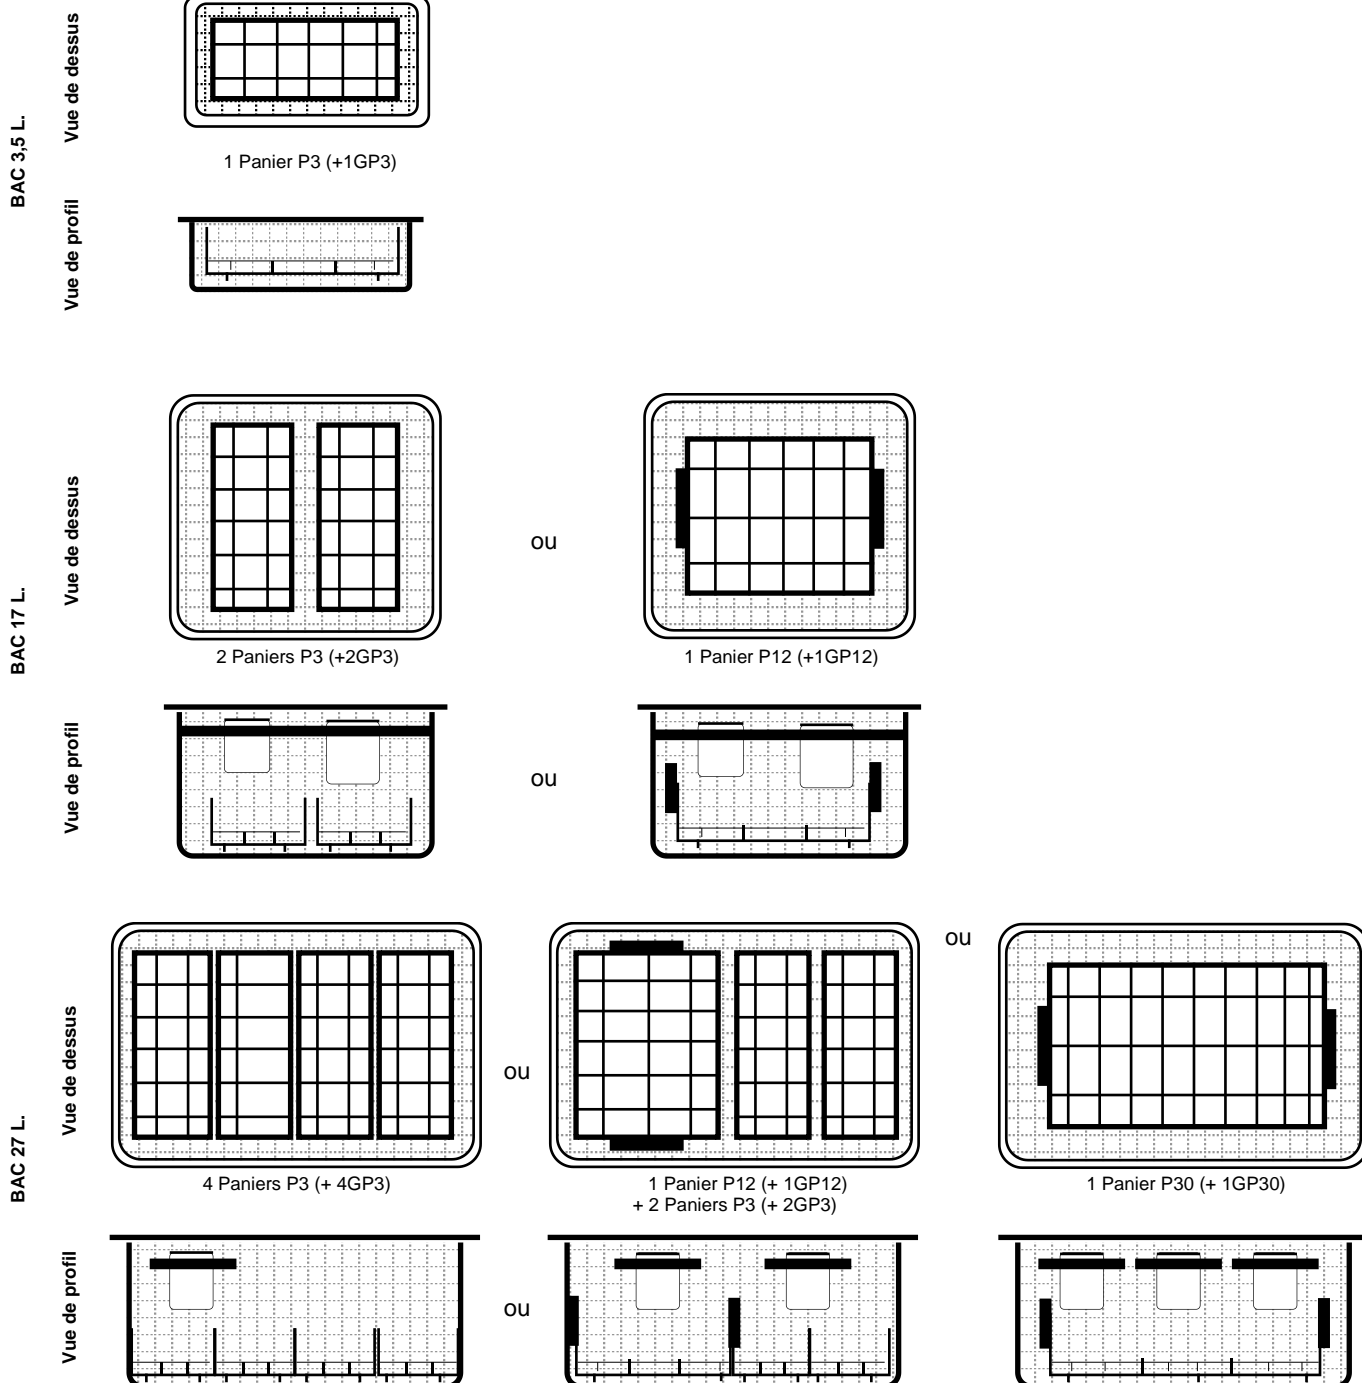 BAC 3,5 L.
Vue de dessus
1 Panier P3 (+1GP3)
Vue de profil
BAC 17 L.
Vue de dessus
ou
2 Paniers P3 (+2GP3)
1 Panier P12 (+1GP12)
Vue de profil
ou
BAC 27 L.
Vue de dessus
ou
ou
4 Paniers P3 (+ 4GP3)
1 Panier P12 (+ 1GP12)
+ 2 Paniers P3 (+ 2GP3)
1 Panier P30 (+ 1GP30)
Vue de profil
ou